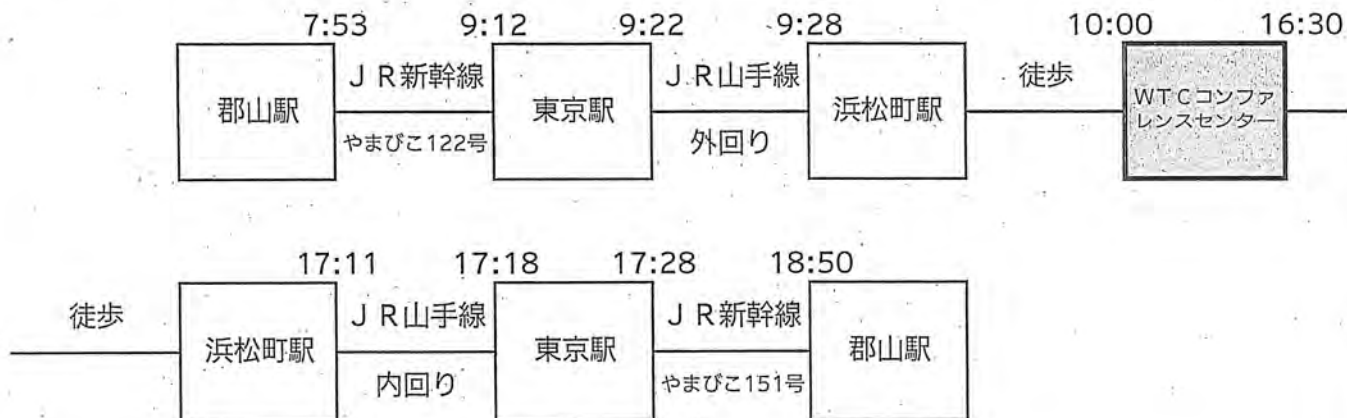 7:53 9:12 9:22 9:28 10:00 16:30
郡山駅 JR新幹線 やまびこ122号 東京駅 JR山手線 外回り 浜松町駅 徒歩 WTCコンファ
レンスセンター
17:11 17:18 17:28 18:50
徒歩 浜松町駅 JR山手線 内回り 東京駅 JR新幹線 やまびこ151号 郡山駅